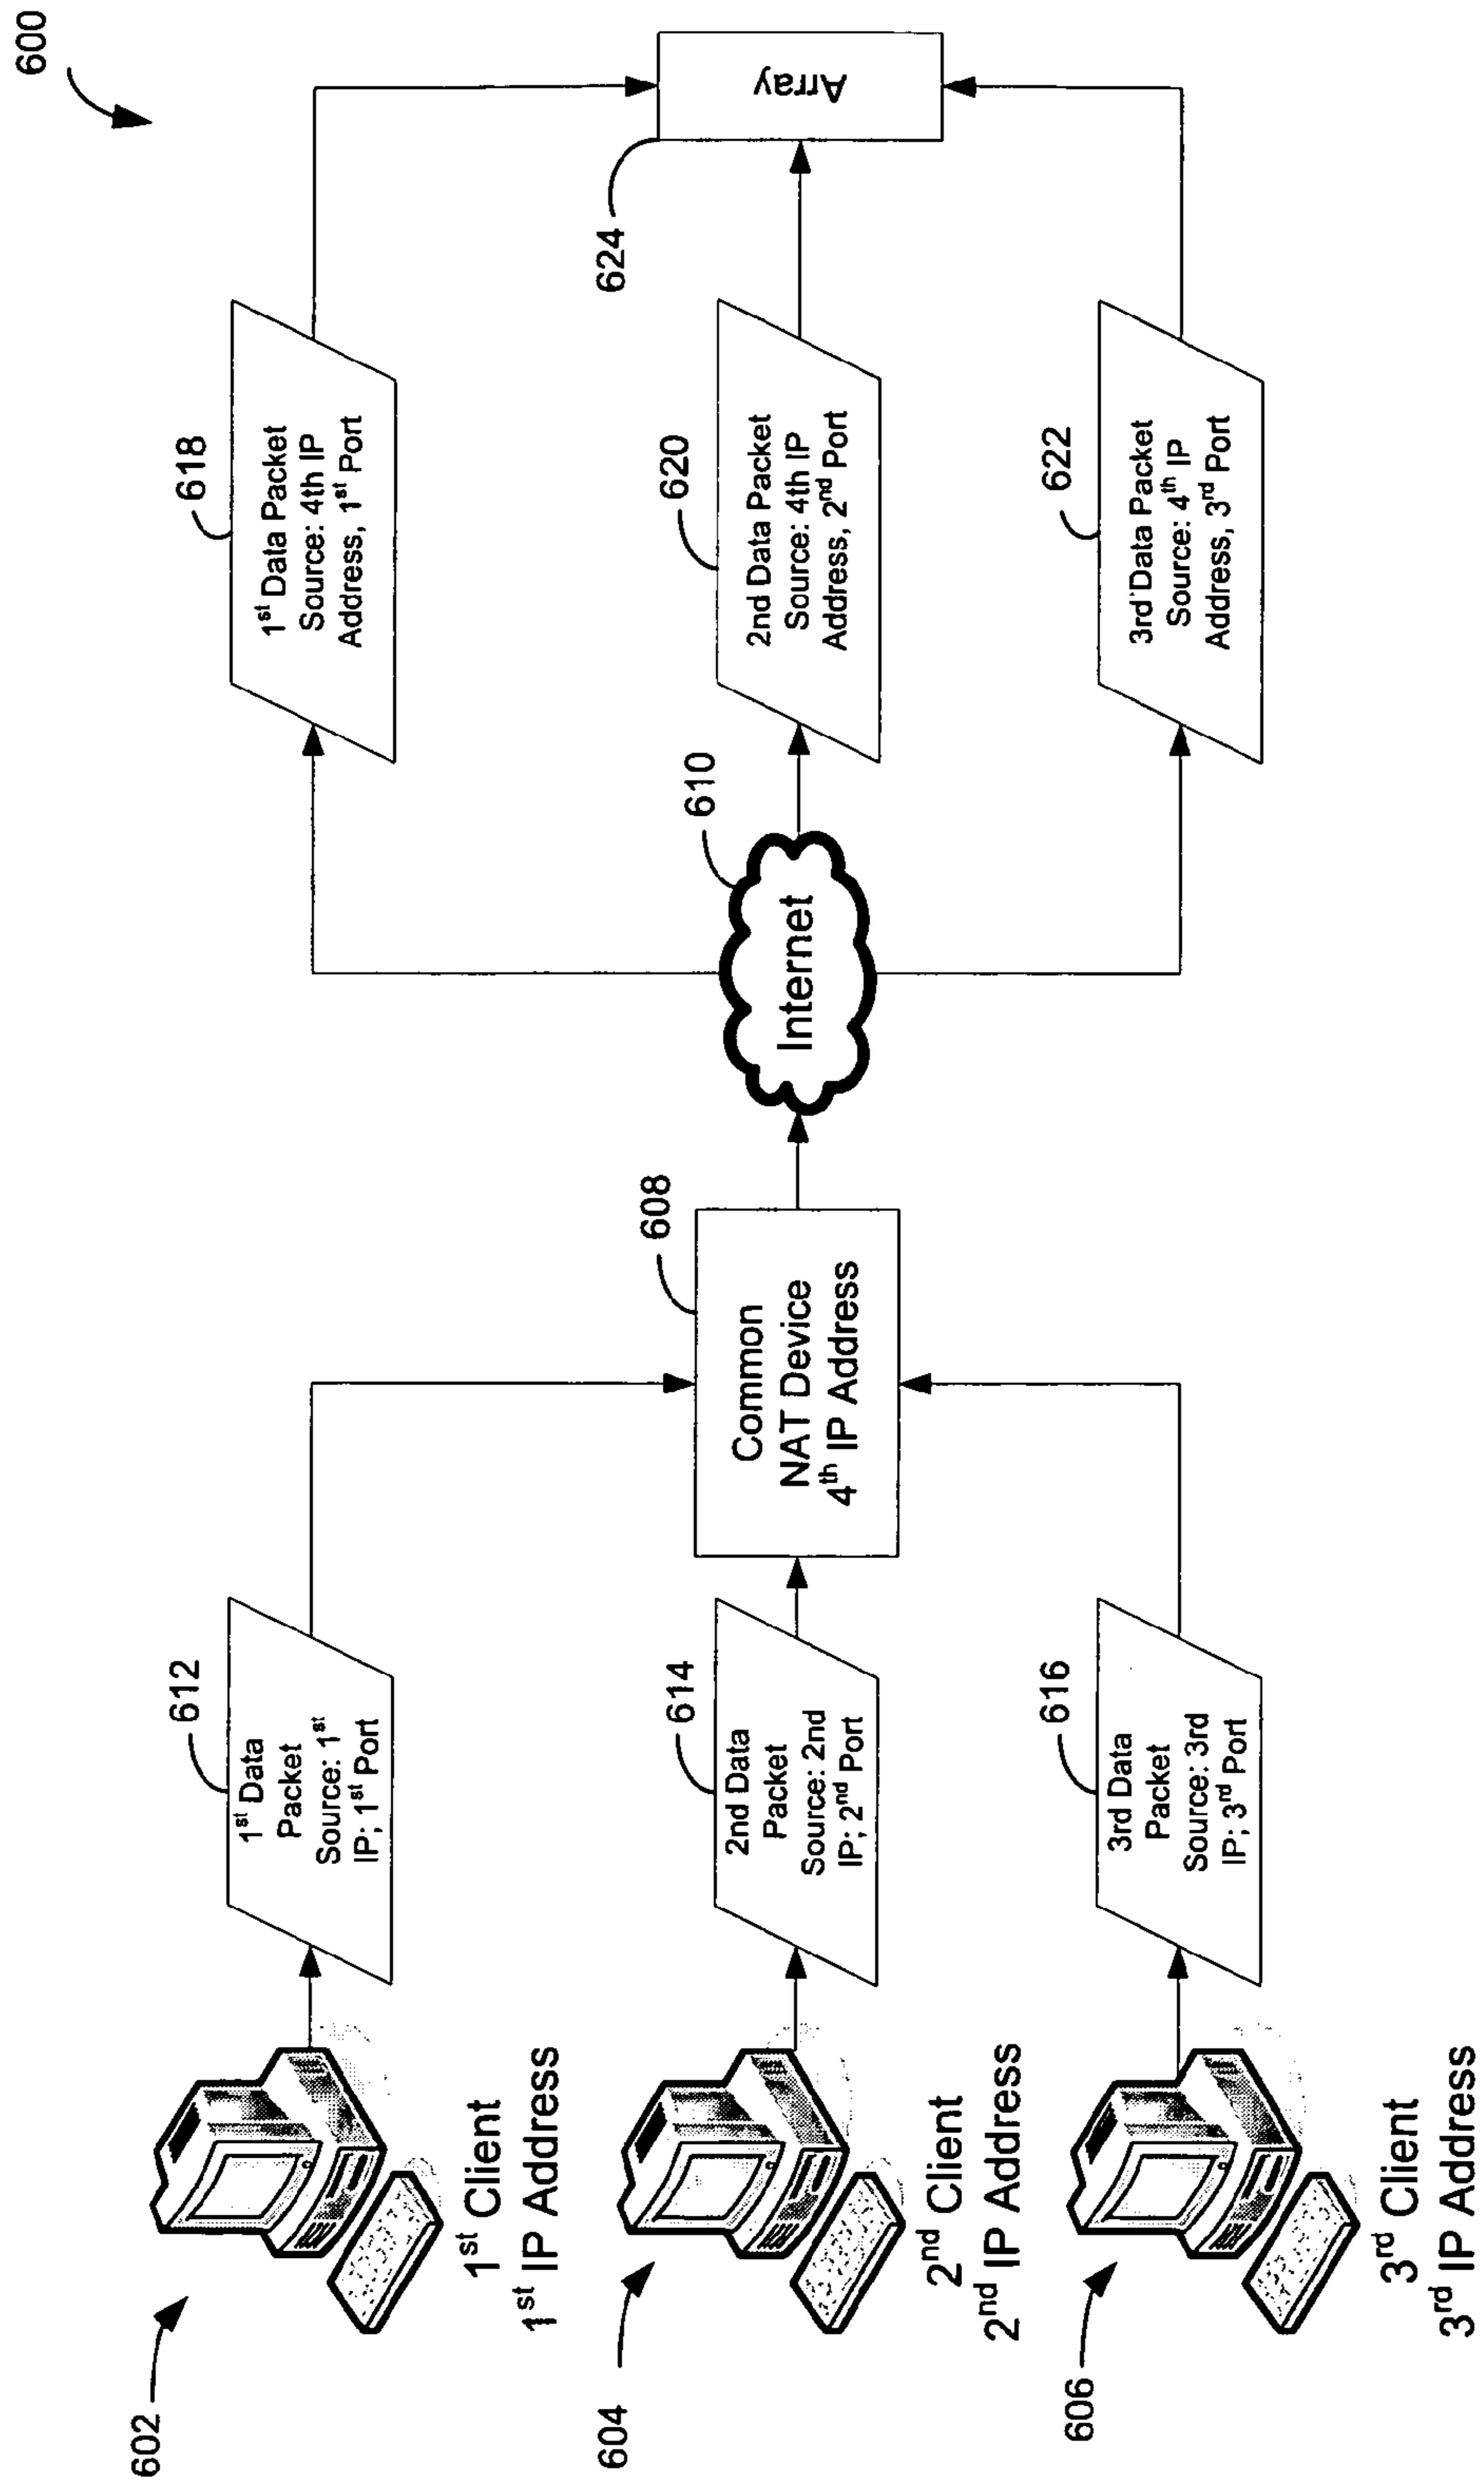 600
602
1st Client
1st IP Address
612
1st Data
Packet
Source: 1st
IP; 1st Port
618
1st Data Packet
Source: 4th IP
Address, 1st Port
604
2nd Client
2nd IP Address
614
2nd Data
Packet
Source: 2nd
IP; 2nd Port
608
Common
NAT Device
4th IP Address
610
Internet
620
2nd Data Packet
Source: 4th IP
Address, 2nd Port
624
Array
606
3rd Client
3rd IP Address
616
3rd Data
Packet
Source: 3rd
IP; 3rd Port
622
3rd Data Packet
Source: 4th IP
Address, 3rd Port